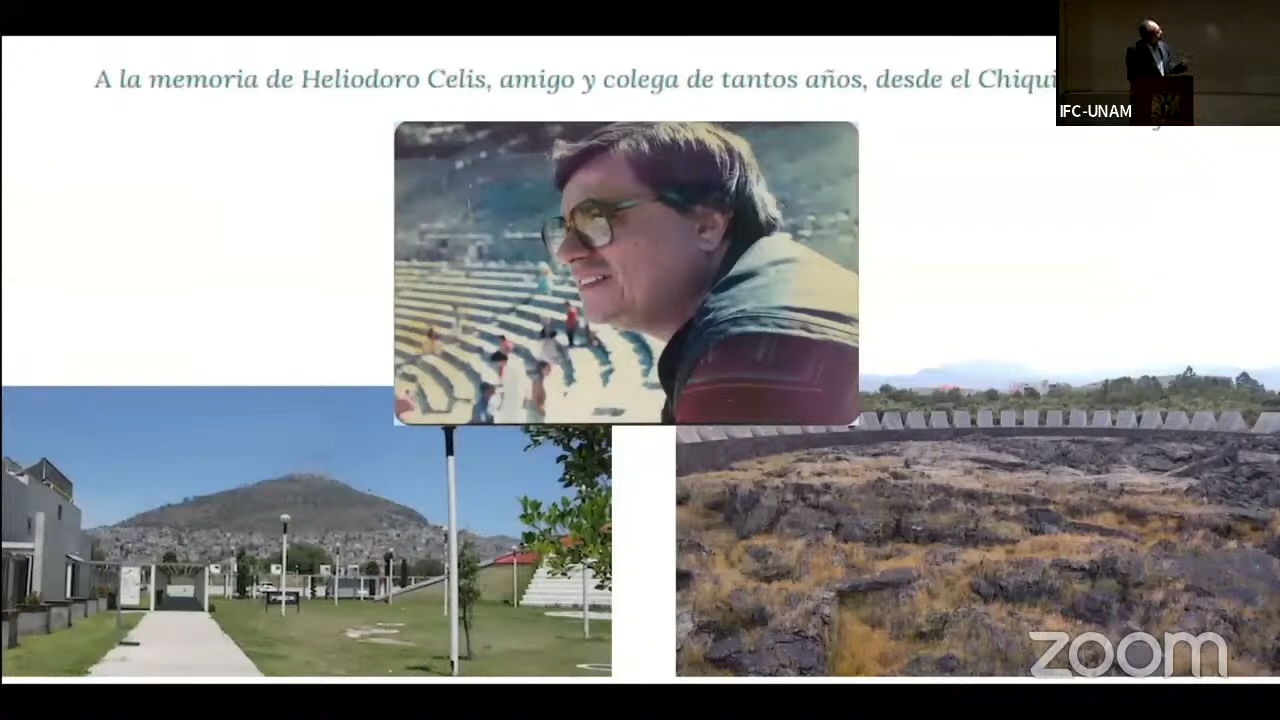 A la memoria de Heliodoro Celis, amigo y colega de tantos años, desde el
IFC-UNAM
zoom